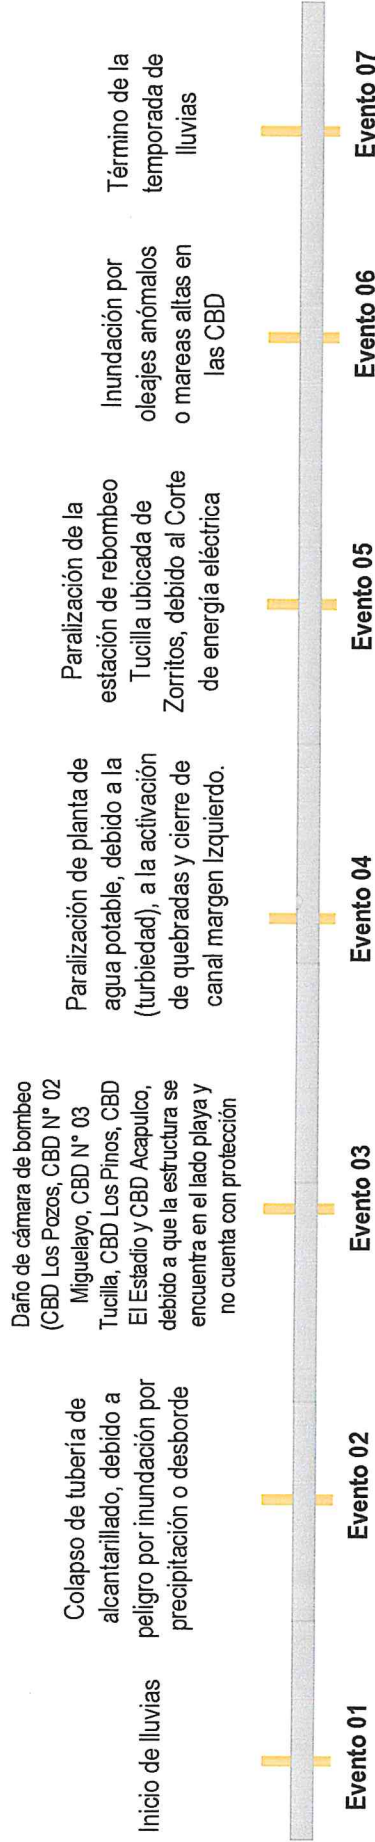 Inicio de lluvias
Evento 01
Colapso de tubería de
alcantarillado, debido a
peligro por inundación por
precipitación o desborde
Evento 02
Daño de cámara de bombeo
(CBD Los Pozos, CBD N° 02
Miguelayo, CBD N° 03
Tucilla, CBD Los Pinos, CBD
El Estadio y CBD Acapulco,
debido a que la estructura se
encuentra en el lado playa y
no cuenta con protección
Evento 03
Paralización de planta de
agua potable, debido a la
(turbiedad), a la activación
de quebradas y cierre de
canal margen Izquierdo.
Evento 04
Paralización de la
estación de rebombeo
Tucilla ubicada de
Zorritos, debido al Corte
de energía eléctrica
Evento 05
Inundación por
oleajes anómalos
o mareas altas en
las CBD
Evento 06
Término de la
temporada de
lluvias
Evento 07